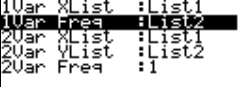 1Var XList :List1
1Var Freq :List2
2Var XList :List1
2Var YList :List2
2Var Freq :1